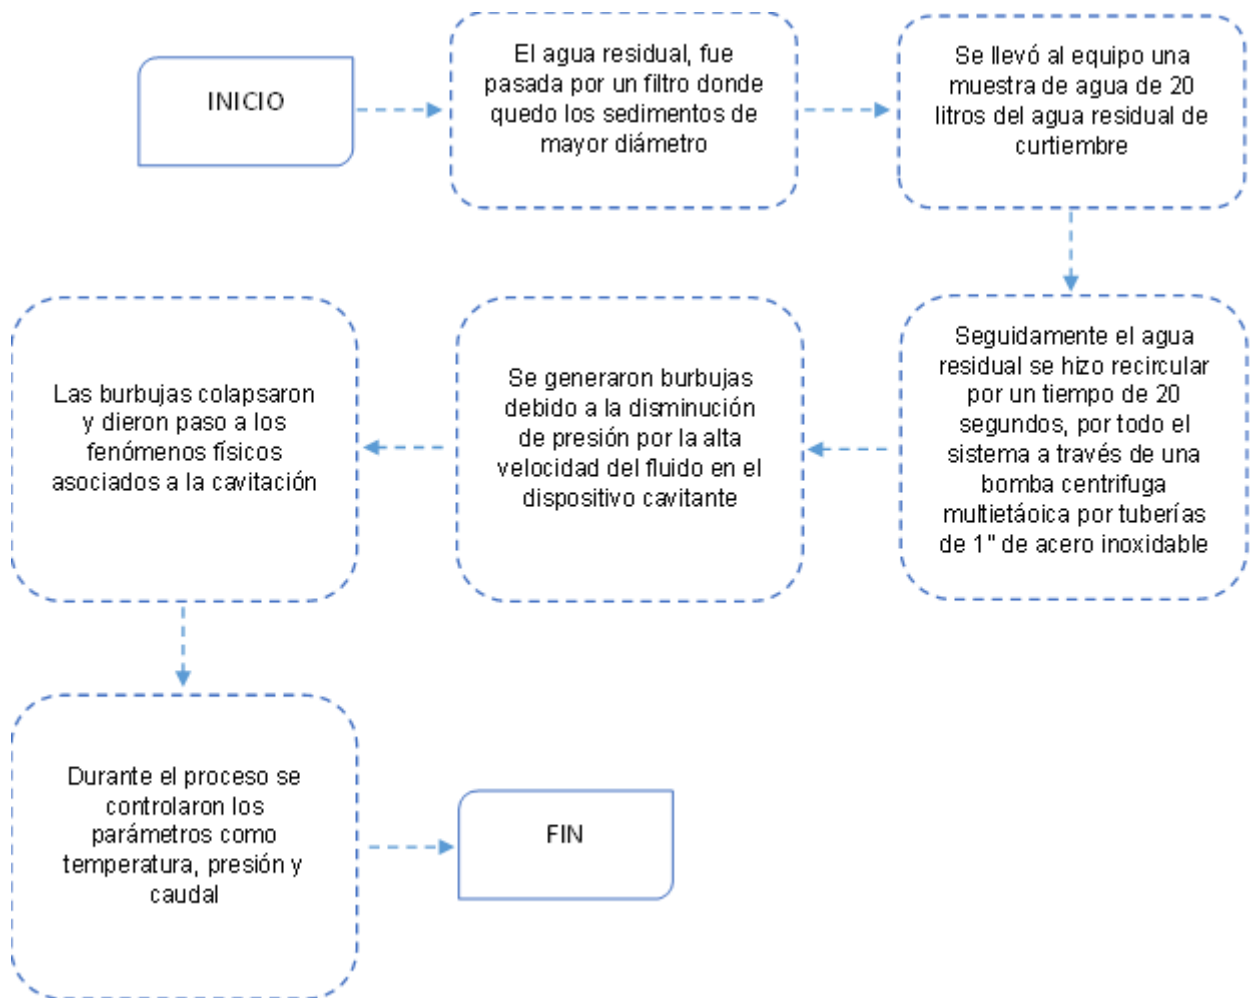 INICIO
El agua residual, fue
pasada por un filtro donde
quedo los sedimentos de
mayor diámetro
Se llevó al equipo una
muestra de agua de 20
litros del agua residual de
curtiembre
Seguidamente el agua
residual se hizo recircular
por un tiempo de 20
segundos, por todo el
sistema a través de una
bomba centrifuga
multietáoica por tuberías
de 1" de acero inoxidable
Se generaron burbujas
debido a la disminución
de presión por la alta
velocidad del fluido en el
dispositivo cavitante
Las burbujas colapsaron
y dieron paso a los
fenómenos físicos
asociados a la cavitación
Durante el proceso se
controlaron los
parámetros como
temperatura, presión y
caudal
FIN